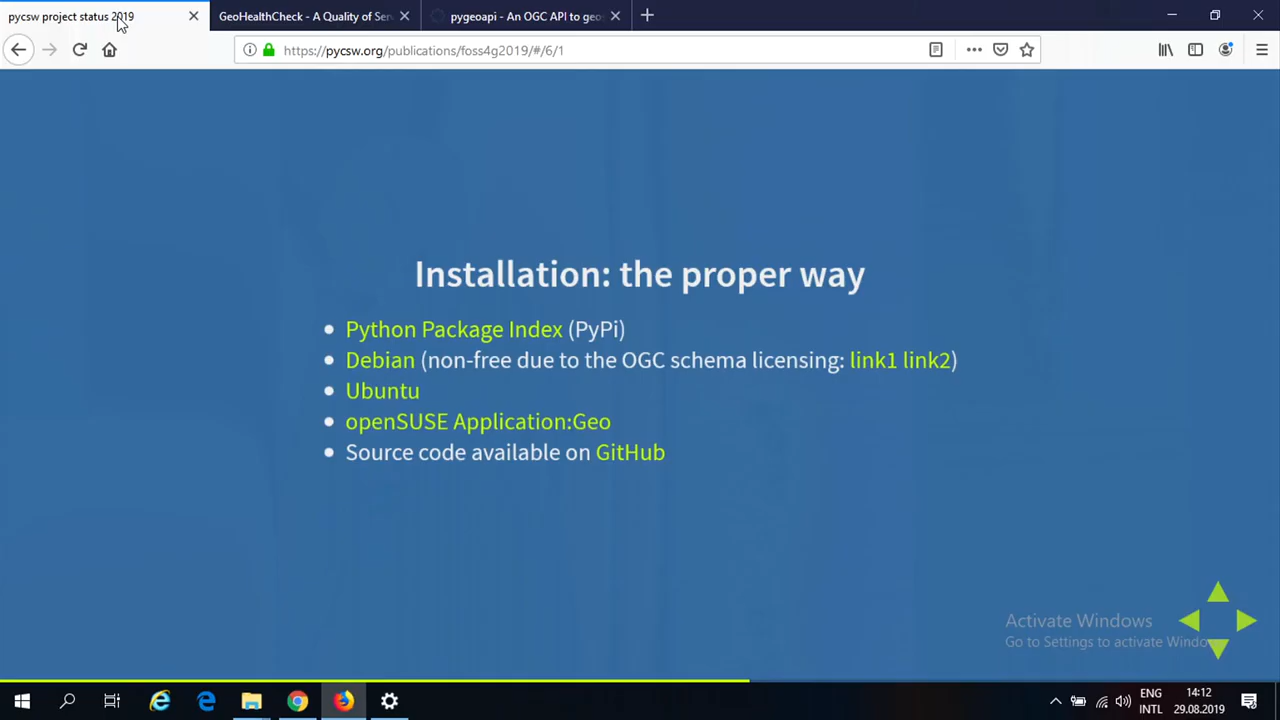 pycsw project status 2019
GeoHealthCheck - A Quality of Ser
pygeoapi - An OGC API to geos
https://pycsw.org/publications/foss4g2019/#/6/1
Installation: the proper way
Python Package Index (PyPi)
Debian (non-free due to the OGC schema licensing: link1 link2)
Ubuntu
openSUSE Application:Geo
Source code available on GitHub
Activate Windows
Go to Settings to activate Windo
ENG
INTL
14:12
29.08.2019